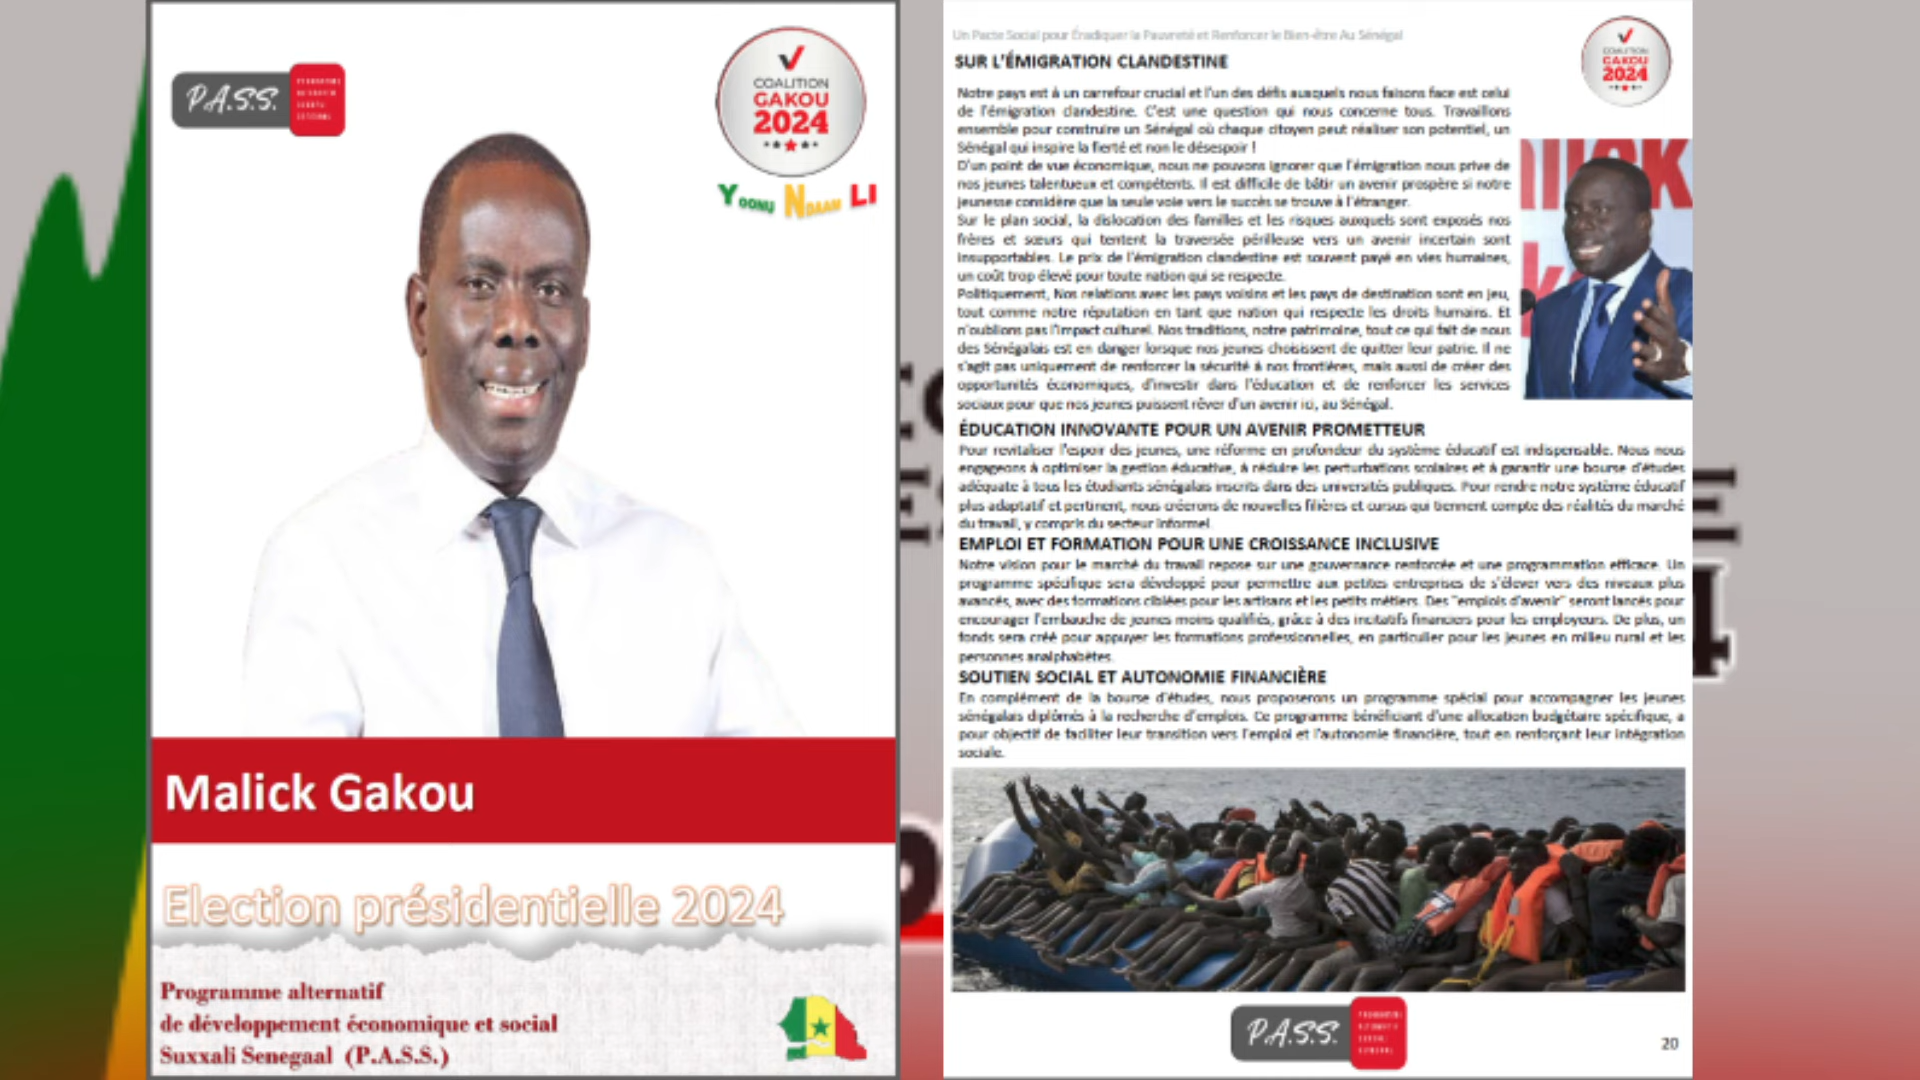 P.A.S.S.
COALITION
GAKOU
2024
YOONU NDAAM LI
Malick Gakou
Election présidentielle 2024
Programme alternatif
de développement économique et social
Suxxali Senegaal (P.A.S.S.)
Un Pacte Social pour Éradiquer la Pauvreté et Renforcer le Bien-être Au Sénégal
COALITION
GAKOU
2024
SUR L'ÉMIGRATION CLANDESTINE
Notre pays est à un carrefour crucial et l'un des défis auxquels nous faisons face est celui
de l'émigration clandestine. C'est une question qui nous concerne tous. Travaillons
ensemble pour construire un Sénégal où chaque citoyen peut réaliser son potentiel, un
Sénégal qui inspire la fierté et non le désespoir !
D'un point de vue économique, nous ne pouvons ignorer que l'émigration nous prive de
nos jeunes talentueux et compétents. Il est difficile de bâtir un avenir prospère si notre
jeunesse considère que la seule voie vers le succès se trouve à l'étranger.
Sur le plan social, la dislocation des familles et les risques auxquels sont exposés nos
frères et sœurs qui tentent la traversée périlleuse vers un avenir incertain sont
insupportables. Le prix de l'émigration clandestine est souvent payé en vies humaines,
un coût trop élevé pour toute nation qui se respecte.
Politiquement, Nos relations avec les pays voisins et les pays de destination sont en jeu,
tout comme notre réputation en tant que nation qui respecte les droits humains. Et
n'oublions pas l'impact culturel. Nos traditions, notre patrimoine, tout ce qui fait de nous
des Sénégalais est en danger lorsque nos jeunes choisissent de quitter leur patrie. Il ne
s'agit pas uniquement de renforcer la sécurité à nos frontières, mais aussi de créer des
opportunités économiques, d'investir dans l'éducation et de renforcer les services
sociaux pour que nos jeunes puissent rêver d'un avenir ici, au Sénégal.
ÉDUCATION INNOVANTE POUR UN AVENIR PROMETTEUR
Pour revitaliser l'espoir des jeunes, une réforme en profondeur du système éducatif est indispensable. Nous nous
engageons à optimiser la gestion éducative, à réduire les perturbations scolaires et à garantir une bourse d'études
adéquate à tous les étudiants sénégalais inscrits dans des universités publiques. Pour rendre notre système éducatif
plus adaptatif et pertinent, nous créerons de nouvelles filières et cursus qui tiennent compte des réalités du marché
du travail, y compris du secteur informel.
EMPLOI ET FORMATION POUR UNE CROISSANCE INCLUSIVE
Notre vision pour le marché du travail repose sur une gouvernance renforcée et une programmation efficace. Un
programme spécifique sera développé pour permettre aux petites entreprises de s'élever vers des niveaux plus
avancés, avec des formations ciblées pour les artisans et les petits métiers. Des "emplois d'avenir" seront lancés pour
encourager l'embauche de jeunes moins qualifiés, grâce à des incitatifs financiers pour les employeurs. De plus, un
fonds sera créé pour appuyer les formations professionnelles, en particulier pour les jeunes en milieu rural et les
personnes analphabètes.
SOUTIEN SOCIAL ET AUTONOMIE FINANCIÈRE
En complément de la bourse d'études, nous proposerons un programme spécial pour accompagner les jeunes
sénégalais diplômés à la recherche d'emplois. Ce programme bénéficiant d'une allocation budgétaire spécifique, a
pour objectif de faciliter leur transition vers l'emploi et l'autonomie financière, tout en renforçant leur intégration
sociale.
P.A.S.S.
20